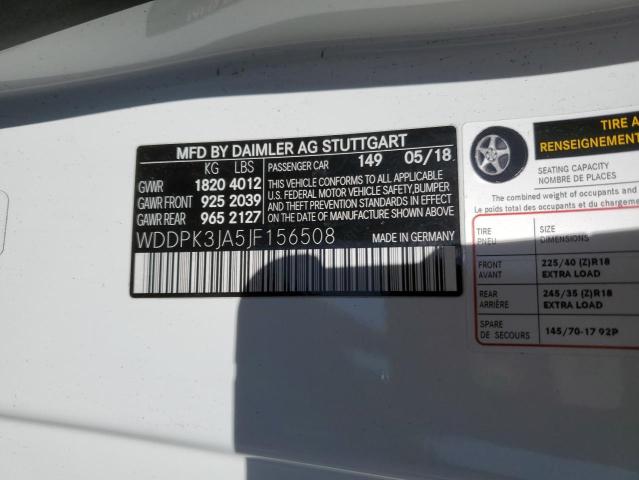 MFD BY DAIMLER AG STUTTGART
KG LBS PASSENGER CAR 149 05/18
GVWR 1820 4012
GAWR FRONT 925 2039
GAWR REAR 965 2127
THIS VEHICLE CONFORMS TO ALL APPLICABLE
U.S. FEDERAL MOTOR VEHICLE SAFETY, BUMPER
AND THEFT PREVENTION STANDARDS IN EFFECT
ON THE DATE OF MANUFACTURE SHOWN ABOVE.
WDDPK3JA5JF156508 MADE IN GERMANY
TIRE A
RENSEIGNEMENT
SEATING CAPACITY
NOMBRE DE PLACES
The combined weight of occupants and
Le poids total des occupants et du chargeme
TIRE SIZE
PNEU DIMENSION
FRONT 225/40 (Z)R18
AVANT EXTRA LOAD
REAR 245/35 (Z)R18
ARRIÈRE EXTRA LOAD
SPARE 145/70-17 92P
DE SECOURS